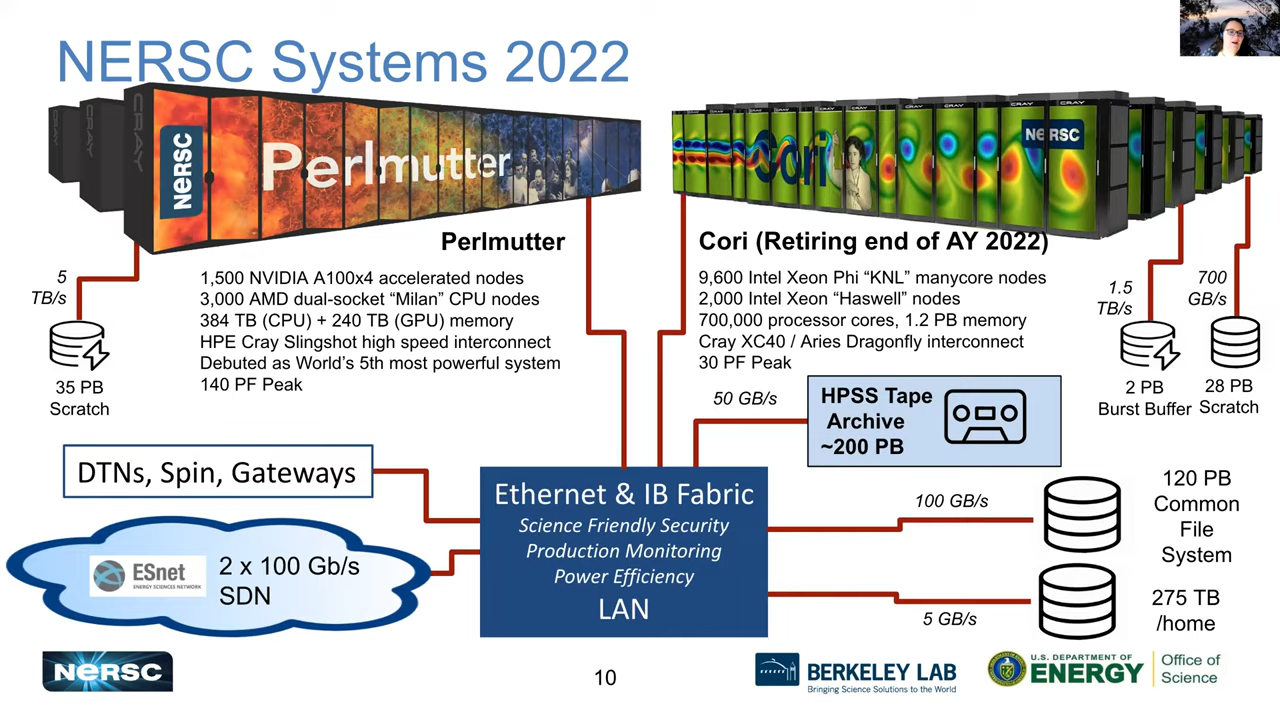 NERSC Systems 2022
CRAY
CRAY
CRAY
NERSC
Perlmutter
Cori
CRAY
CRAY
CRAY
CRAY
CRAY
NERSC
Perlmutter
1,500 NVIDIA A100x4 accelerated nodes
3,000 AMD dual-socket “Milan” CPU nodes
384 TB (CPU) + 240 TB (GPU) memory
HPE Cray Slingshot high speed interconnect
Debuted as World’s 5th most powerful system
140 PF Peak
5
TB/s
35 PB
Scratch
Cori (Retiring end of AY 2022)
9,600 Intel Xeon Phi “KNL” manycore nodes
2,000 Intel Xeon “Haswell” nodes
700,000 processor cores, 1.2 PB memory
Cray XC40 / Aries Dragonfly interconnect
30 PF Peak
1.5
TB/s
700
GB/s
2 PB
Burst Buffer
28 PB
Scratch
50 GB/s
HPSS Tape
Archive
~200 PB
DTNs, Spin, Gateways
ESnet
ENERGY SCIENCES NETWORK
2 x 100 Gb/s
SDN
Ethernet & IB Fabric
Science Friendly Security
Production Monitoring
Power Efficiency
LAN
100 GB/s
120 PB
Common
File
System
5 GB/s
275 TB
/home
NERSC
10
BERKELEY LAB
Bringing Science Solutions to the World
U.S. DEPARTMENT OF
ENERGY
Office of
Science